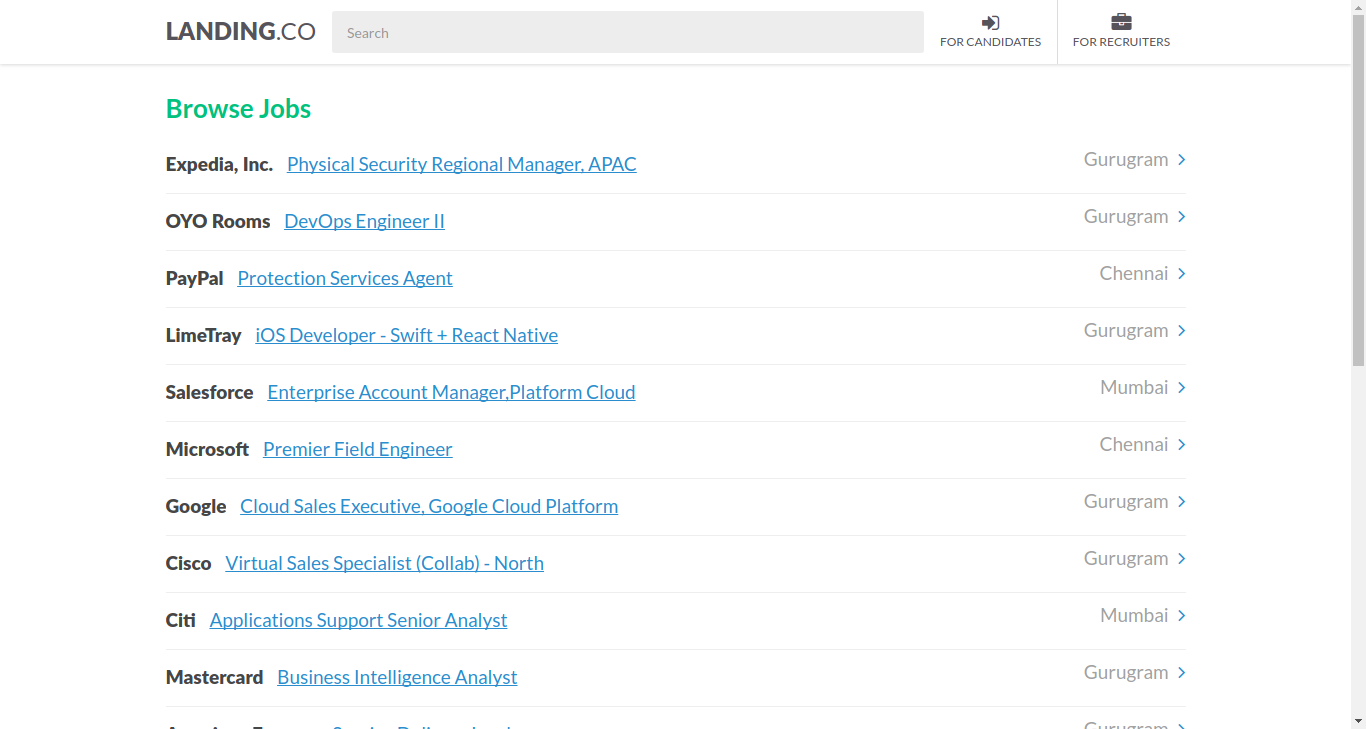 LANDING.CO
Search
FOR CANDIDATES
FOR RECRUITERS
Browse Jobs
Expedia, Inc. Physical Security Regional Manager, APAC Gurugram
OYO Rooms DevOps Engineer II Gurugram
PayPal Protection Services Agent Chennai
LimeTray iOS Developer - Swift + React Native Gurugram
Salesforce Enterprise Account Manager,Platform Cloud Mumbai
Microsoft Premier Field Engineer Chennai
Google Cloud Sales Executive, Google Cloud Platform Gurugram
Cisco Virtual Sales Specialist (Collab) - North Gurugram
Citi Applications Support Senior Analyst Mumbai
Mastercard Business Intelligence Analyst Gurugram
Gurugram